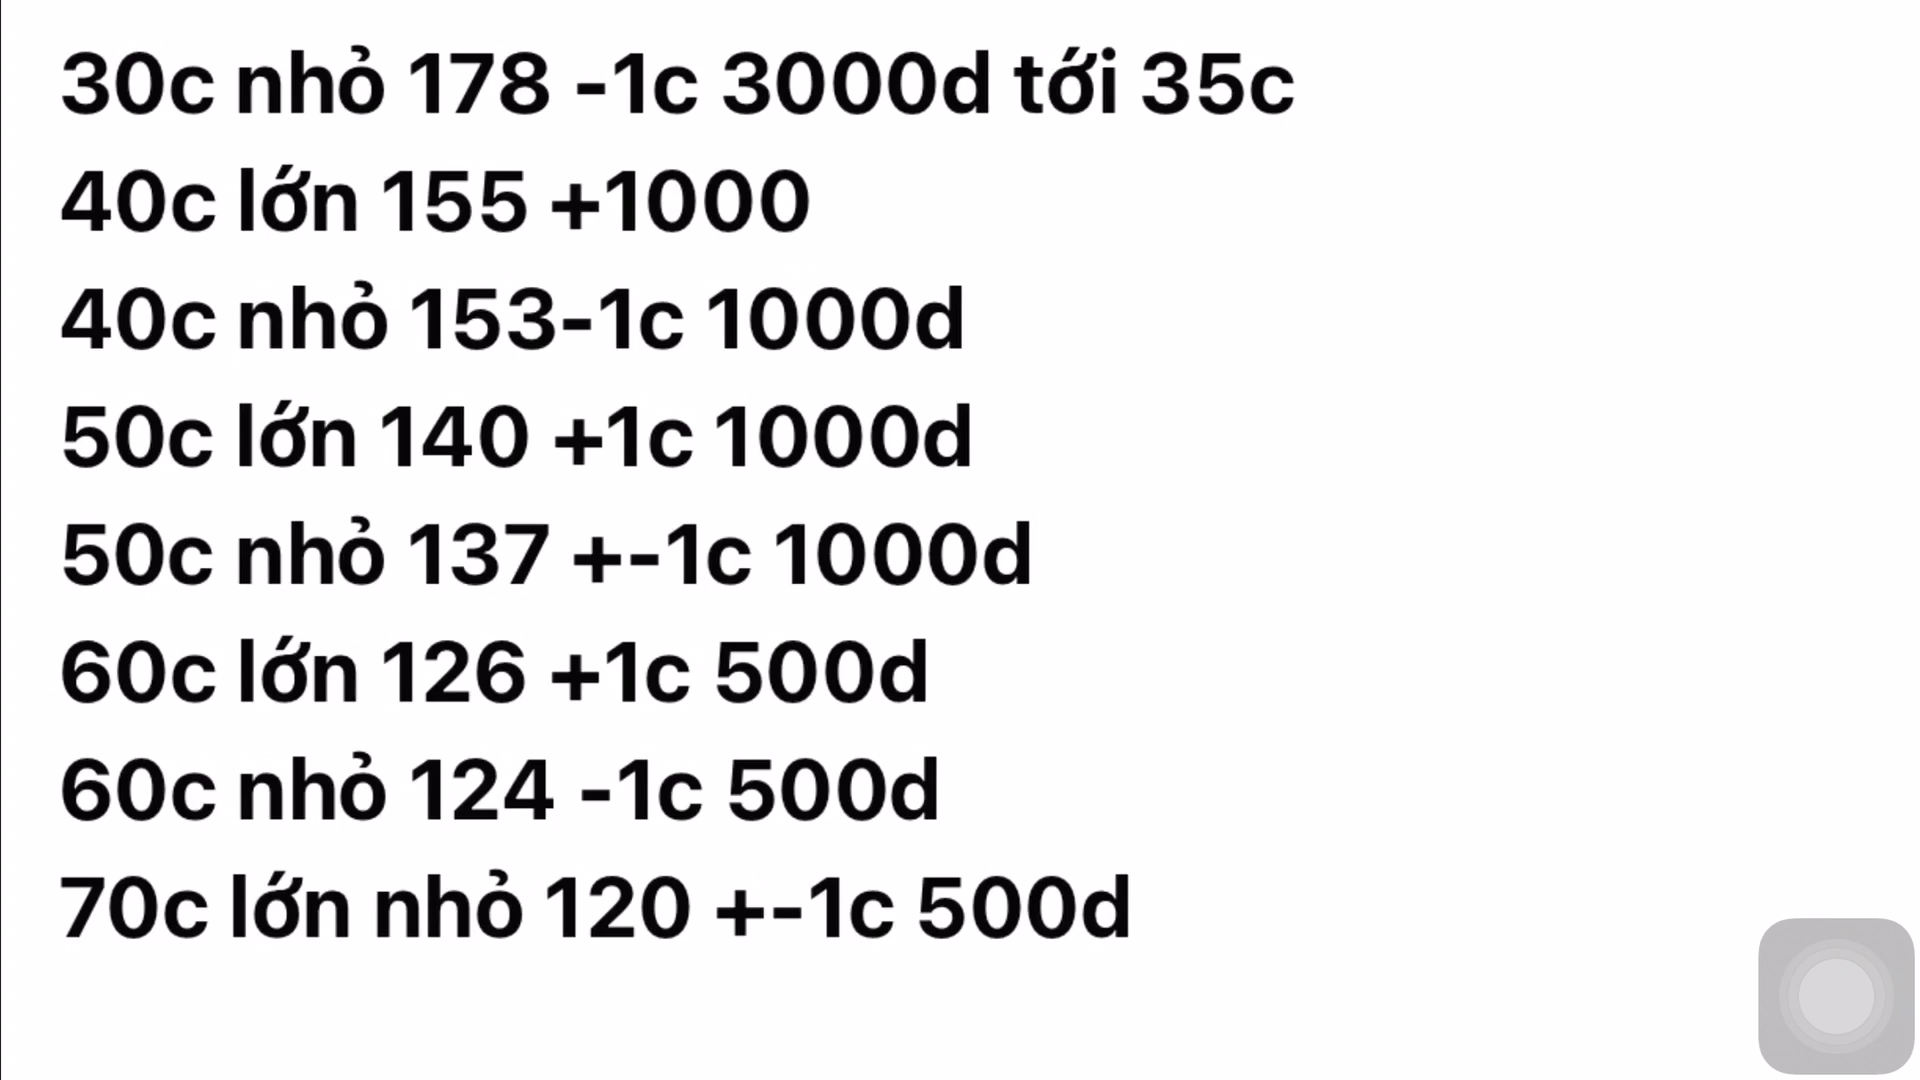 30c nhỏ 178 -1c 3000d tới 35c
40c lớn 155 +1000
40c nhỏ 153-1c 1000d
50c lớn 140 +1c 1000d
50c nhỏ 137 +-1c 1000d
60c lớn 126 +1c 500d
60c nhỏ 124 -1c 500d
70c lớn nhỏ 120 +-1c 500d